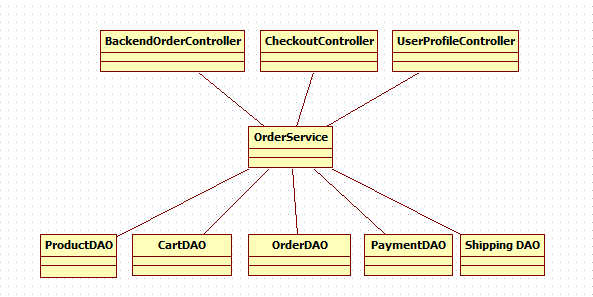 BackendOrderController
CheckoutController
UserProfileController
OrderService
ProductDAO
CartDAO
OrderDAO
PaymentDAO
Shipping DAO